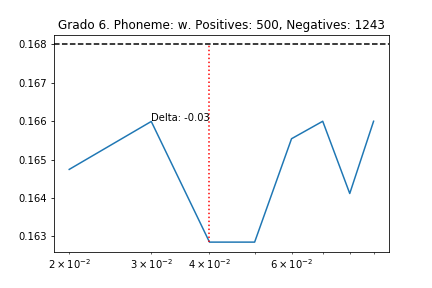 Grado 6. Phoneme: w. Positives: 500, Negatives: 1243
0.168
0.167
0.166
Delta: -0.03
0.165
0.164
0.163
2 × 10⁻² 3 × 10⁻² 4 × 10⁻² 6 × 10⁻²